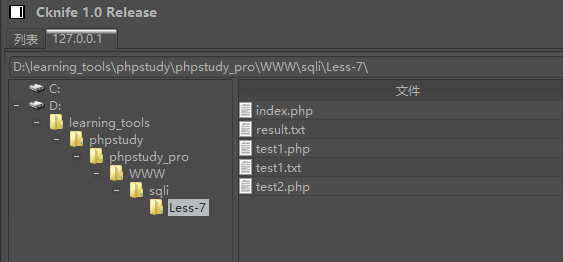 Cknife 1.0 Release
列表 127.0.0.1
D:\learning_tools\phpstudy\phpstudy_pro\WWW\sqli\Less-7\
C:
D:
learning_tools
phpstudy
phpstudy_pro
WWW
sqli
Less-7
文件
index.php
result.txt
test1.php
test1.txt
test2.php